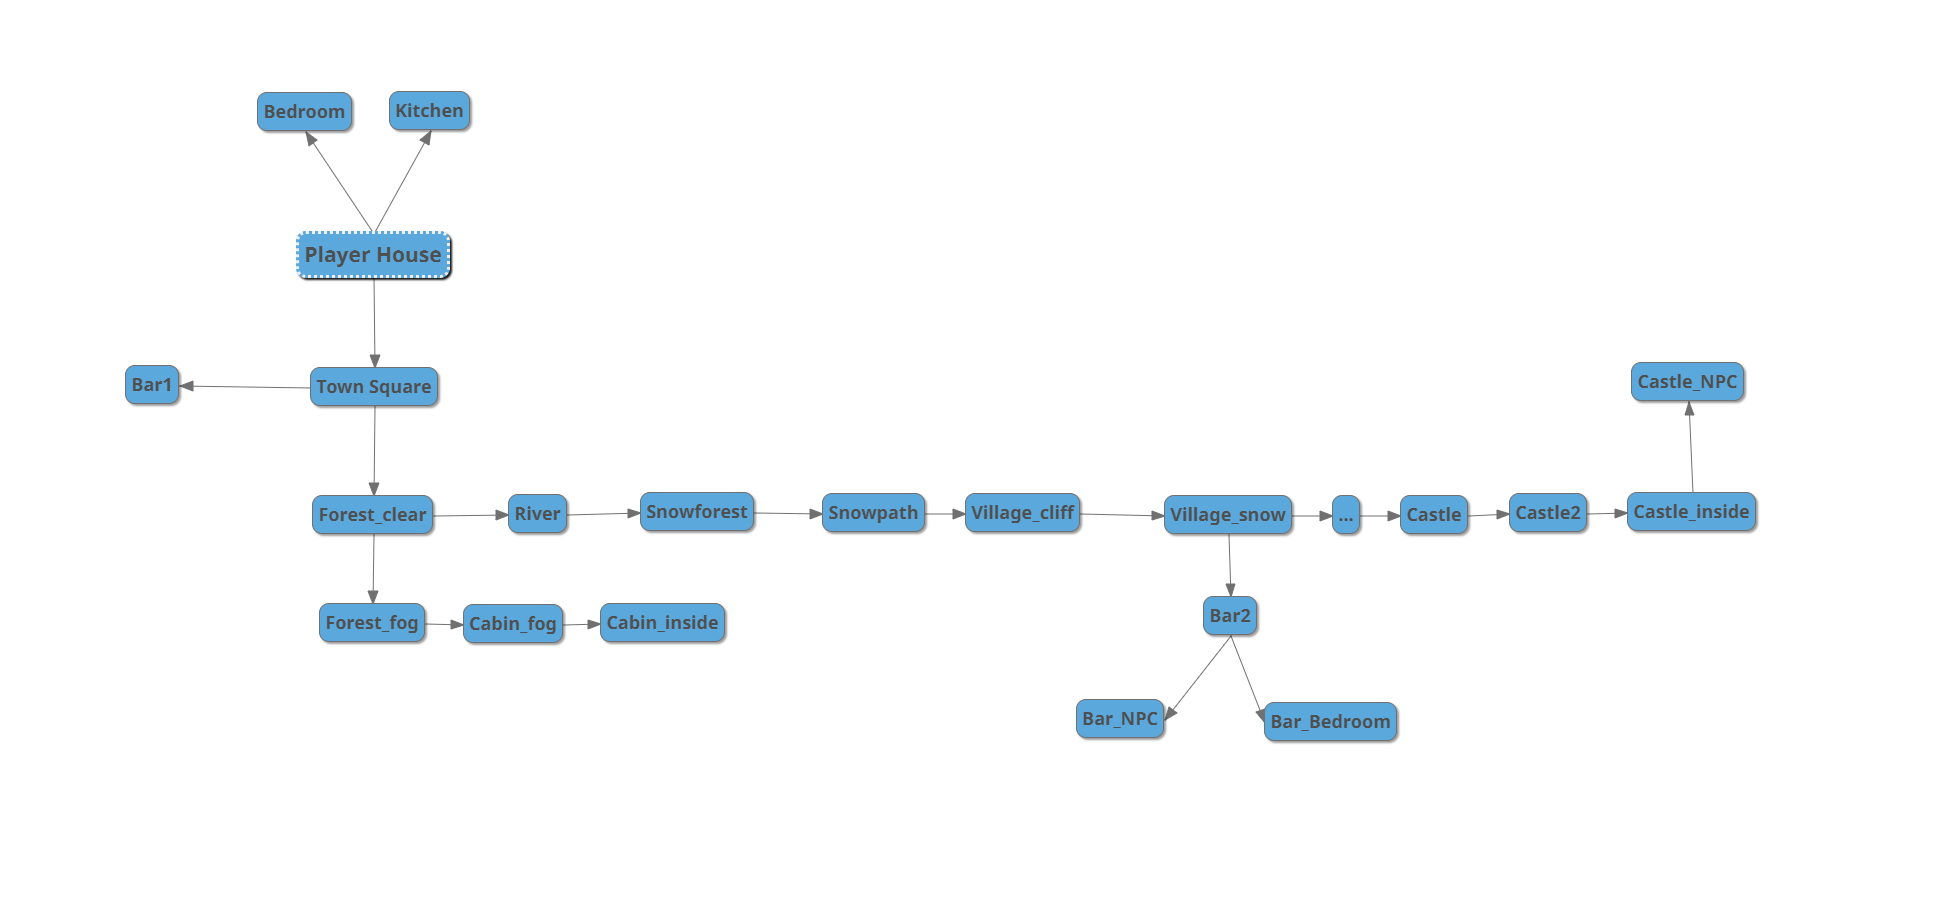 Bedroom
Kitchen
Player House
Bar1
Town Square
Castle_NPC
Forest_clear
River
Snowforest
Snowpath
Village_cliff
Village_snow
...
Castle
Castle2
Castle_inside
Forest_fog
Cabin_fog
Cabin_inside
Bar2
Bar_NPC
Bar_Bedroom